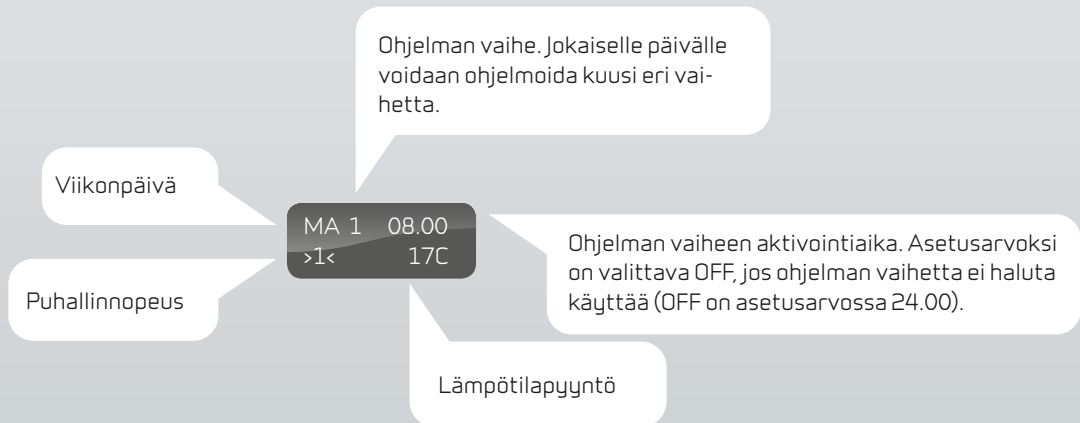 Ohjelman vaihe. Jokaiselle päivälle
voidaan ohjelmoida kuusi eri vai-
hetta.
Viikonpäivä
MA 1 08.00
>1< 17C
Ohjelman vaiheen aktivointiaika. Asetusarvoksi
on valittava OFF, jos ohjelman vaihetta ei haluta
käyttää (OFF on asetusarvossa 24.00).
Puhallinnopeus
Lämpötilapyyntö